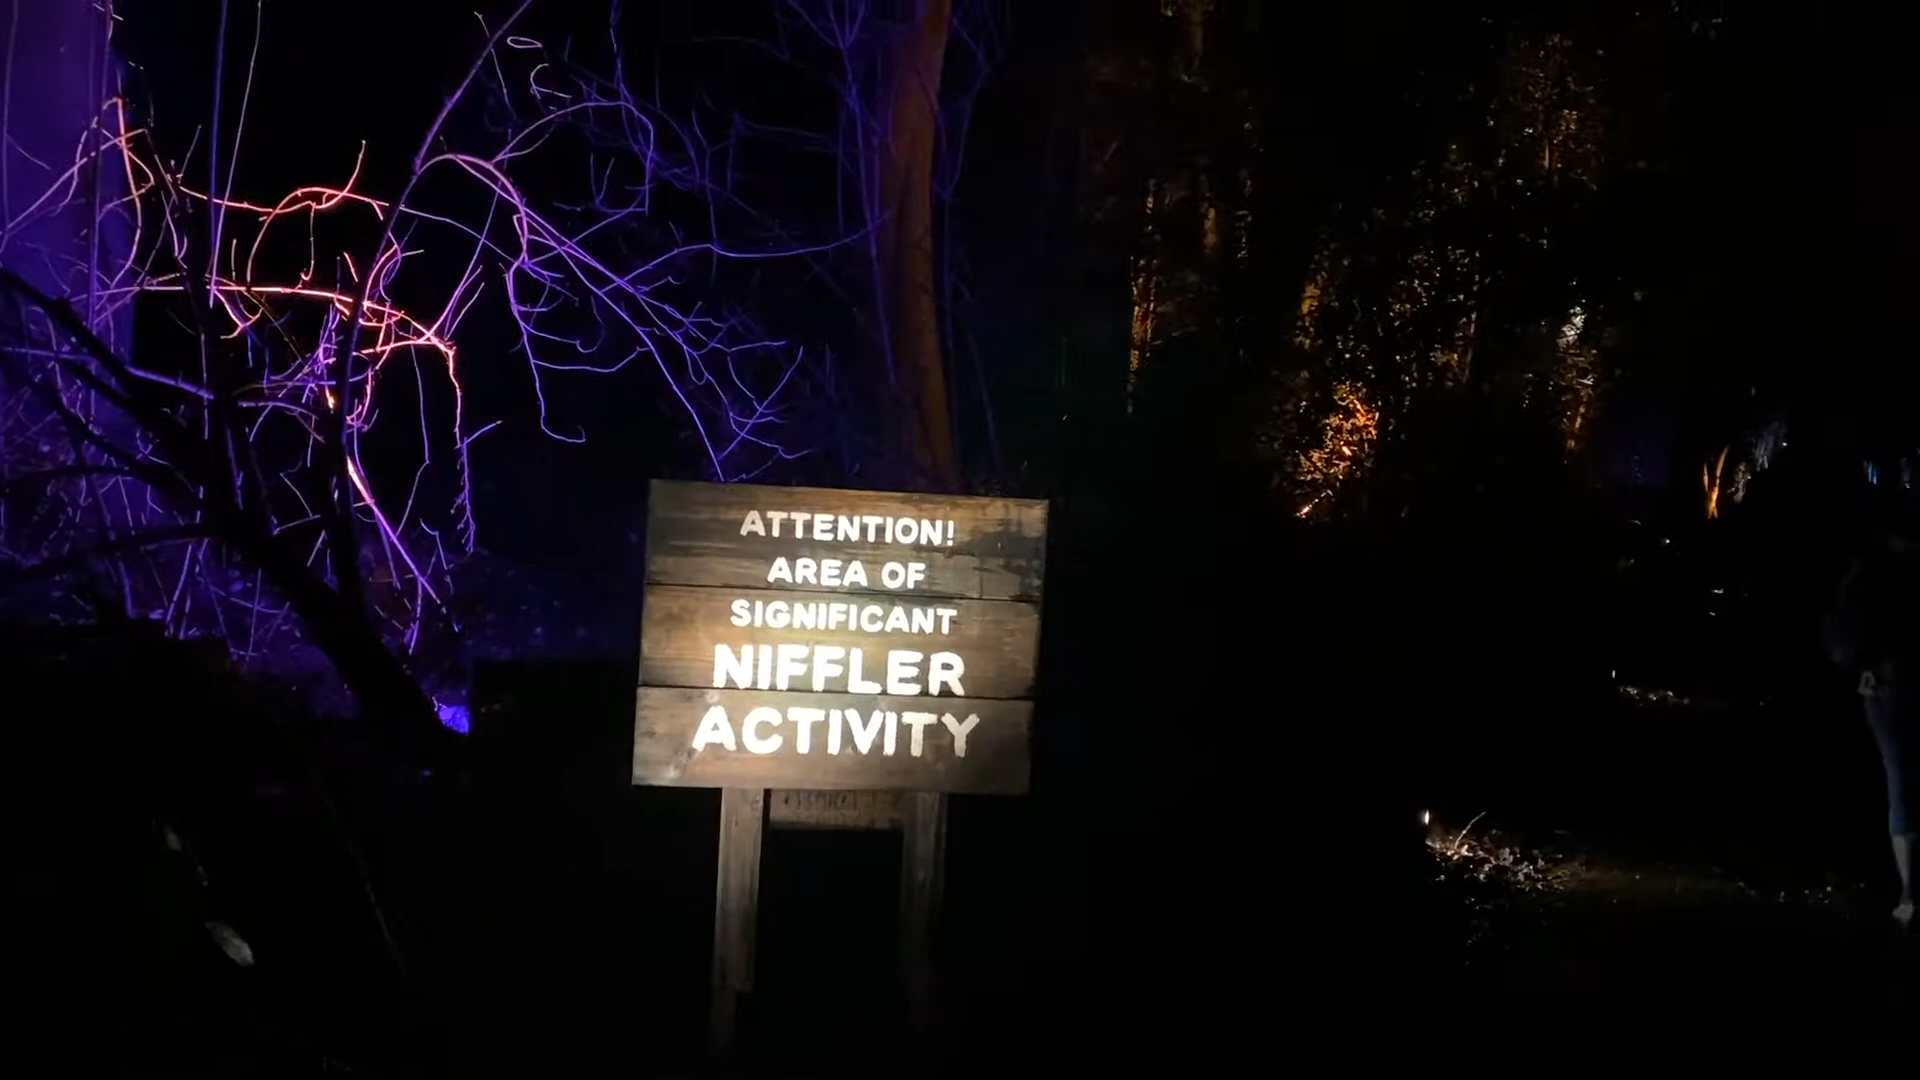 ATTENTION!
AREA OF
SIGNIFICANT
NIFFLER
ACTIVITY